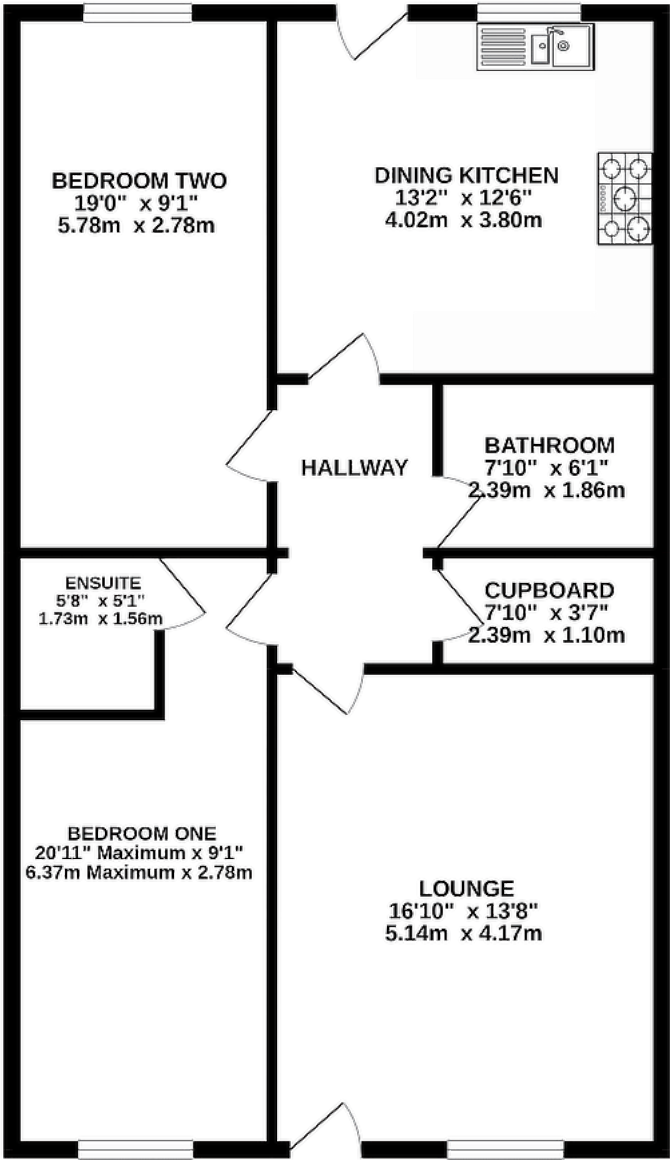 BEDROOM TWO
19'0" x 9'1"
5.78m x 2.78m
DINING KITCHEN
13'2" x 12'6"
4.02m x 3.80m
HALLWAY
BATHROOM
7'10" x 6'1"
2.39m x 1.86m
ENSUITE
5'8" x 5'1"
1.73m x 1.56m
CUPBOARD
7'10" x 3'7"
2.39m x 1.10m
BEDROOM ONE
20'11" Maximum x 9'1"
6.37m Maximum x 2.78m
LOUNGE
16'10" x 13'8"
5.14m x 4.17m